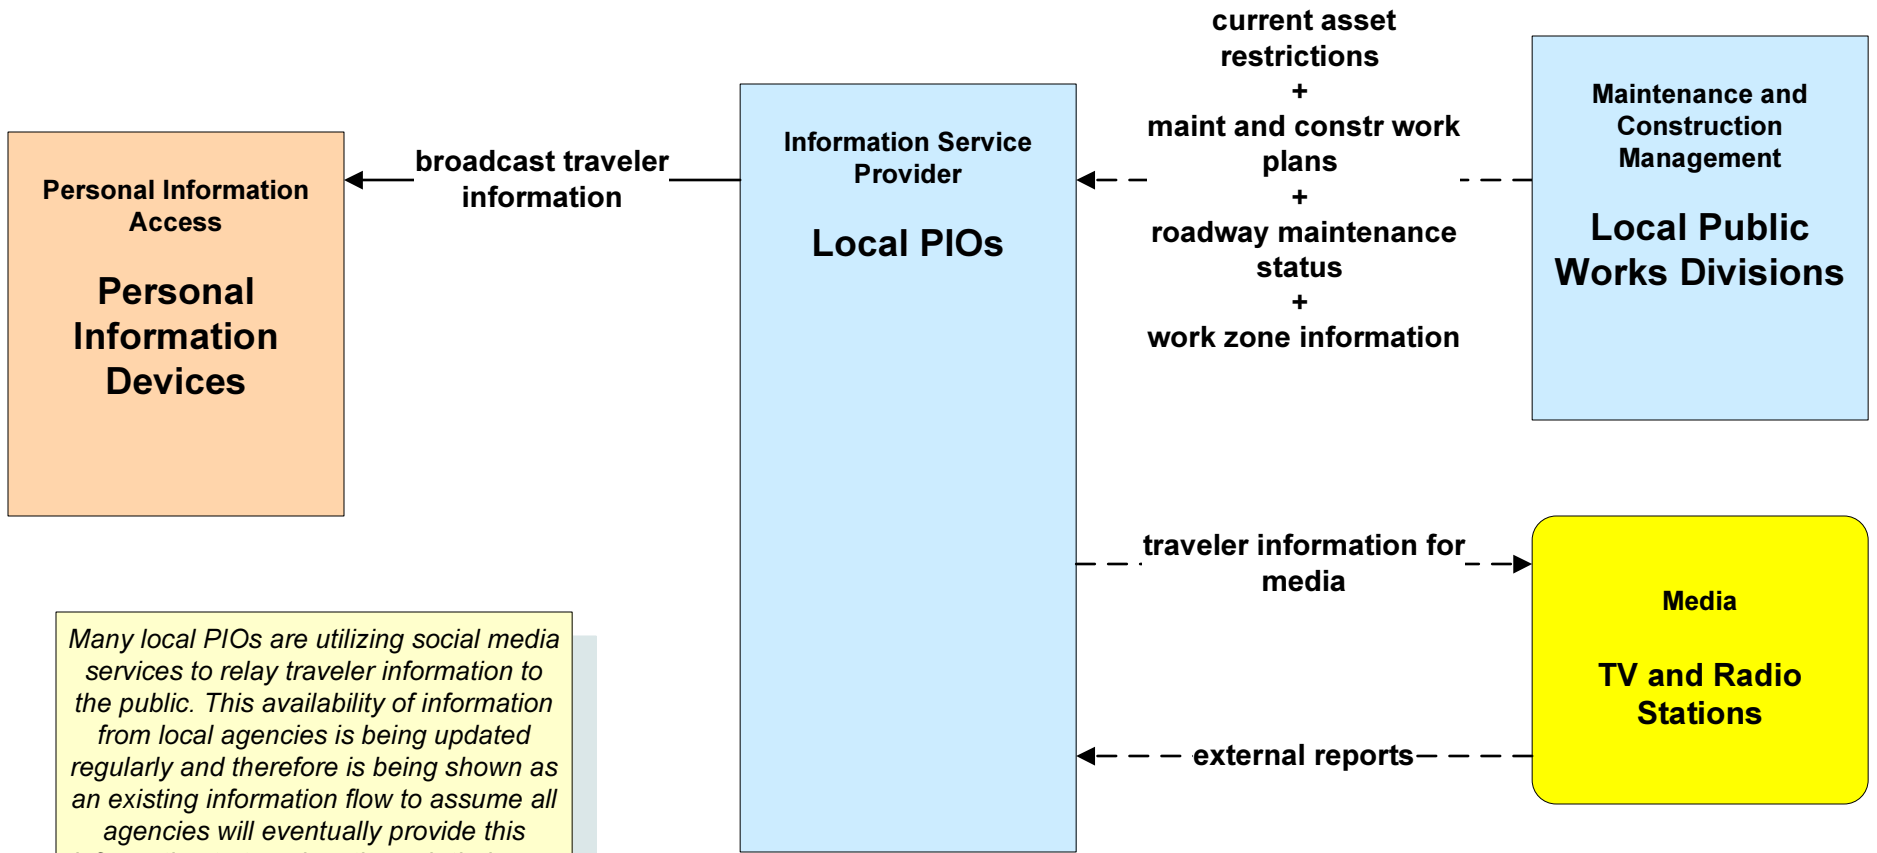 Personal Information
Access
Personal
Information
Devices
broadcast traveler
information
Information Service
Provider
Local PIOs
current asset
restrictions
+
maint and constr work
plans
+
roadway maintenance
status
+
work zone information
Maintenance and
Construction
Management
Local Public
Works Divisions
traveler information for
media
external reports
Media
TV and Radio
Stations
Many local PIOs are utilizing social media
services to relay traveler information to
the public. This availability of information
from local agencies is being updated
regularly and therefore is being shown as
an existing information flow to assume all
agencies will eventually provide this